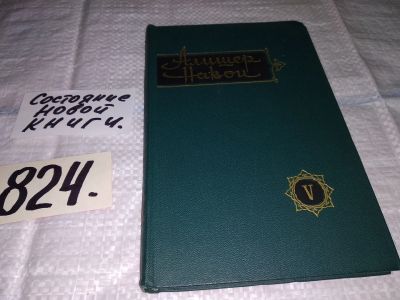 Алишер
Навои
V
Состояние
новой
книги.
824.